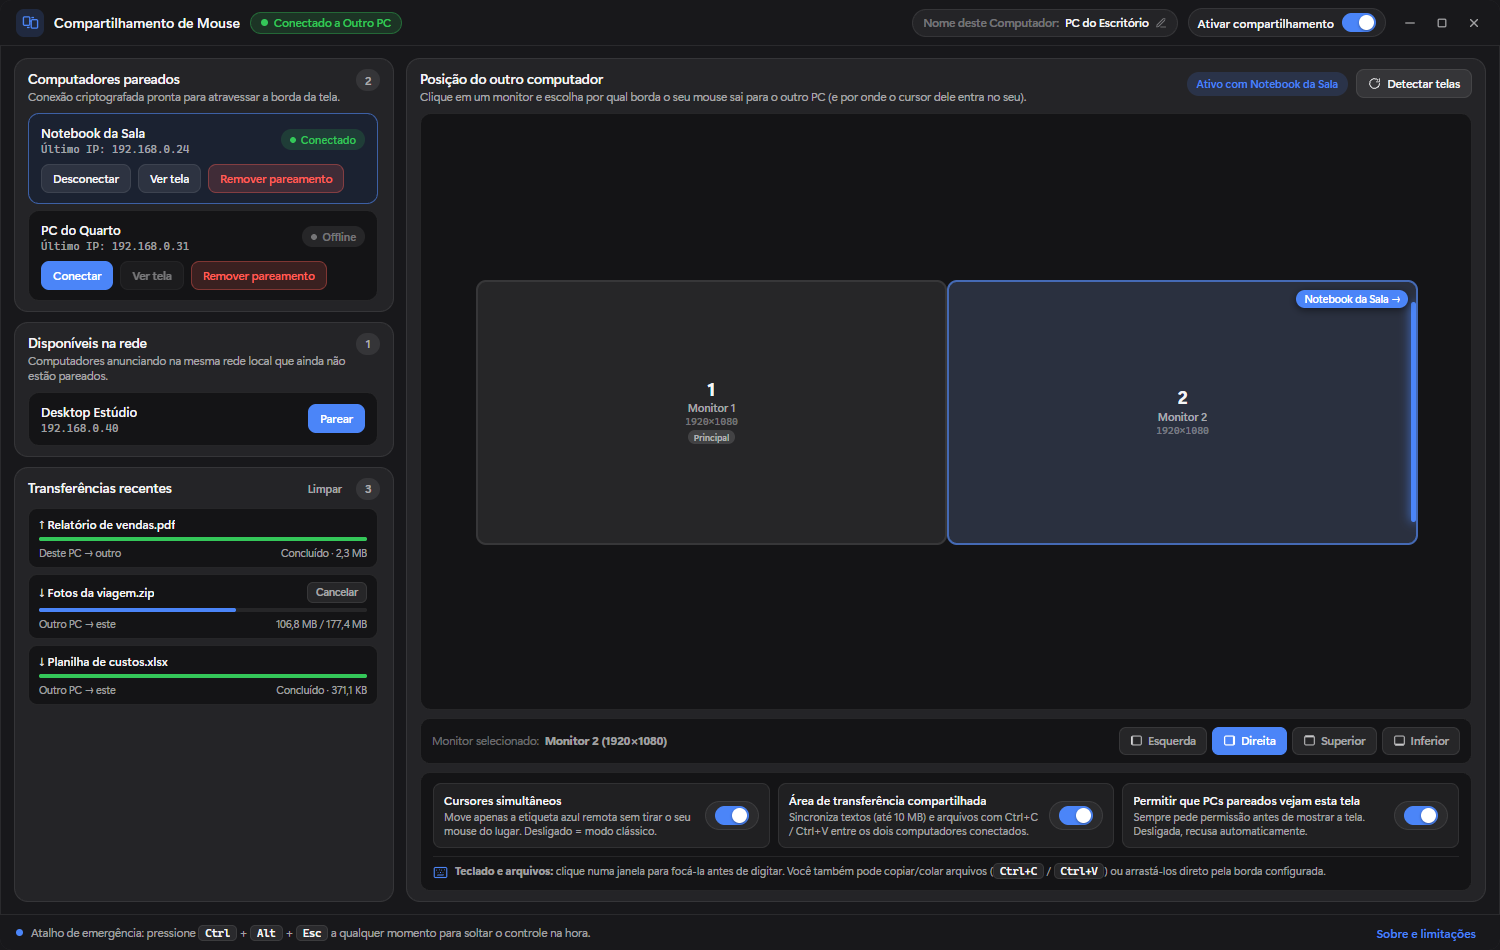 Compartilhamento de Mouse
Conectado a Outro PC
Nome deste Computador: PC do Escritório
Ativar compartilhamento
Computadores pareados
2
Conexão criptografada pronta para atravessar a borda da tela.
Notebook da Sala
Último IP: 192.168.0.24
Conectado
Desconectar
Ver tela
Remover pareamento
PC do Quarto
Último IP: 192.168.0.31
Offline
Conectar
Ver tela
Remover pareamento
Disponíveis na rede
1
Computadores anunciando na mesma rede local que ainda não
estão pareados.
Desktop Estúdio
192.168.0.40
Parear
Transferências recentes
Limpar
3
↑ Relatório de vendas.pdf
Deste PC → outro
Concluído · 2,3 MB
↓ Fotos da viagem.zip
Cancelar
Outro PC → este
106,8 MB / 177,4 MB
↓ Planilha de custos.xlsx
Outro PC → este
Concluído · 371,1 KB
Posição do outro computador
Clique em um monitor e escolha por qual borda o seu mouse sai para o outro PC (e por onde o cursor dele entra no seu).
Ativo com Notebook da Sala
Detectar telas
1
Monitor 1
1920×1080
Principal
Notebook da Sala →
2
Monitor 2
1920×1080
Monitor selecionado: Monitor 2 (1920×1080)
Esquerda
Direita
Superior
Inferior
Cursores simultâneos
Move apenas a etiqueta azul remota sem tirar o seu
mouse do lugar. Desligado = modo clássico.
Área de transferência compartilhada
Sincroniza textos (até 10 MB) e arquivos com Ctrl+C
/ Ctrl+V entre os dois computadores conectados.
Permitir que PCs pareados vejam esta tela
Sempre pede permissão antes de mostrar a tela.
Desligada, recusa automaticamente.
Teclado e arquivos: clique numa janela para focá-la antes de digitar. Você também pode copiar/colar arquivos ( Ctrl+C / Ctrl+V ) ou arrastá-los direto pela borda configurada.
Atalho de emergência: pressione Ctrl + Alt + Esc a qualquer momento para soltar o controle na hora.
Sobre e limitações